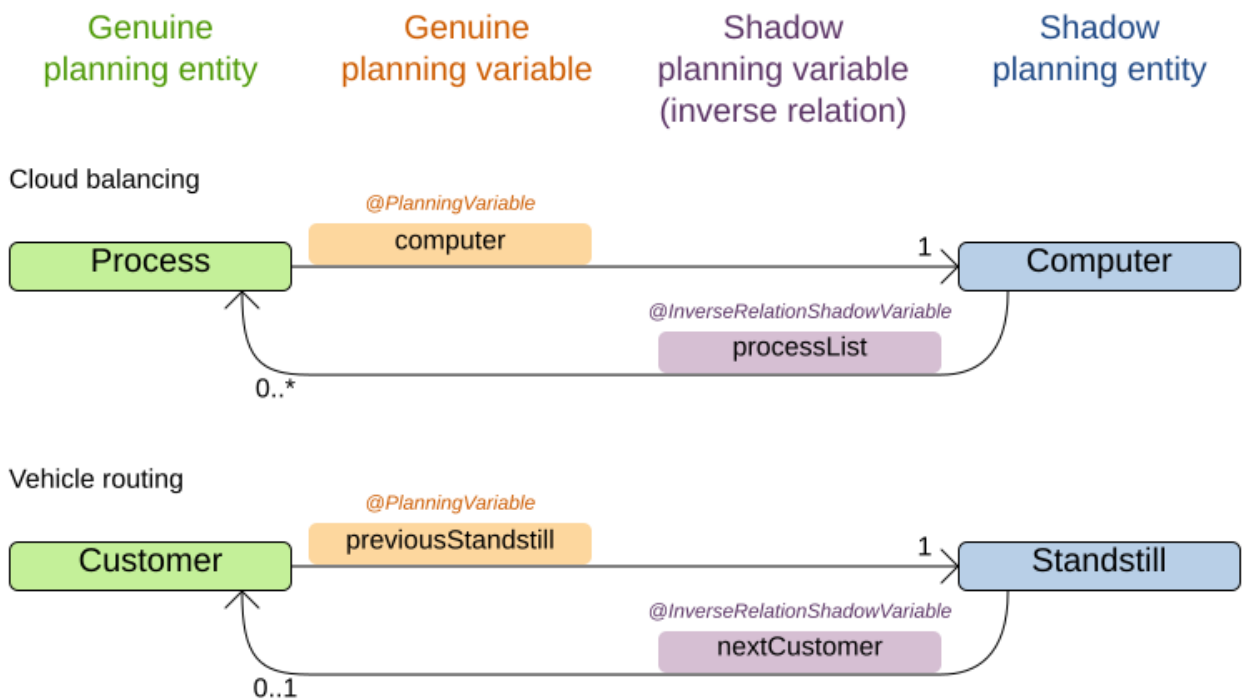 Genuine
planning entity
Genuine
planning variable
Shadow
planning variable
(inverse relation)
Shadow
planning entity
Cloud balancing
@PlanningVariable
computer
Process
1
Computer
@InverseRelationShadowVariable
processList
0..*
Vehicle routing
@PlanningVariable
previousStandstill
Customer
1
Standstill
@InverseRelationShadowVariable
nextCustomer
0..1